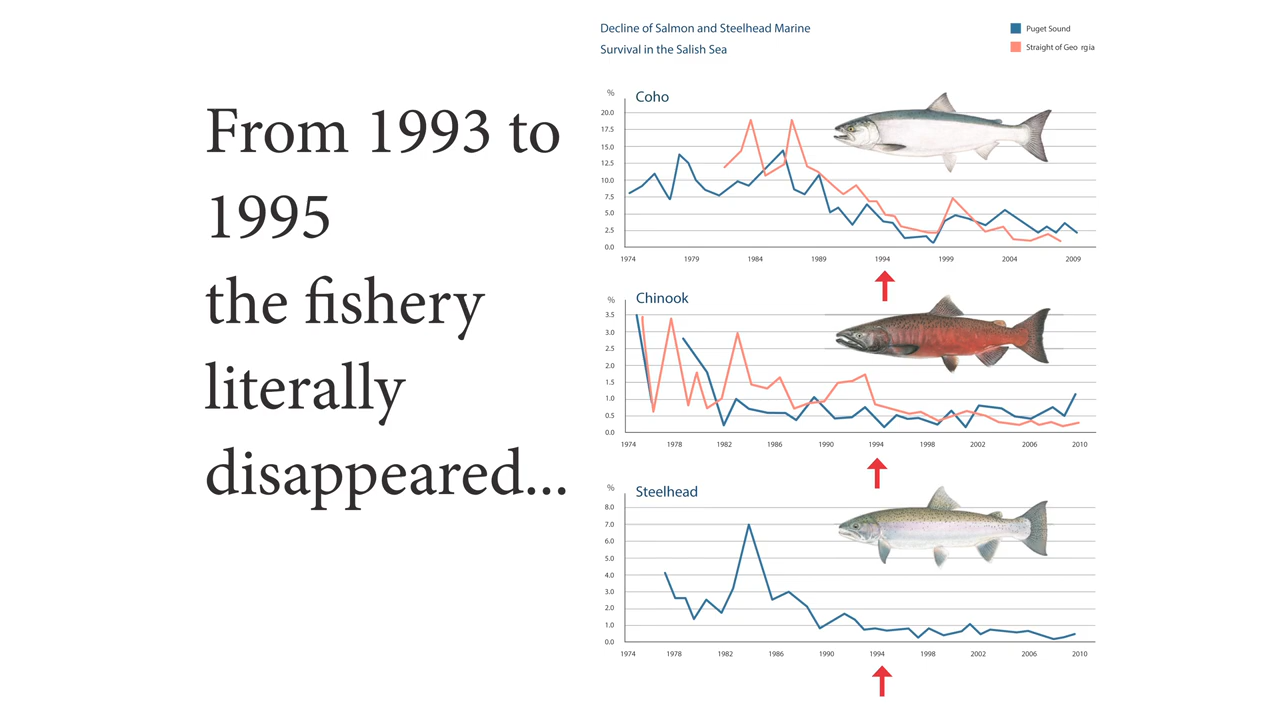 From 1993 to
1995
the fishery
literally
disappeared...
Decline of Salmon and Steelhead Marine
Survival in the Salish Sea
Puget Sound
Straight of Geo rgia
%
Coho
20.0
17.5
15.0
12.5
10.0
7.5
5.0
2.5
0.0
1974 1979 1984 1989 1994 1999 2004 2009
%
Chinook
3.5
3.0
2.5
2.0
1.5
1.0
0.5
0.0
1974 1978 1982 1986 1990 1994 1998 2002 2006 2010
%
Steelhead
8.0
7.0
6.0
5.0
4.0
3.0
2.0
1.0
0.0
1974 1978 1982 1986 1990 1994 1998 2002 2006 2010